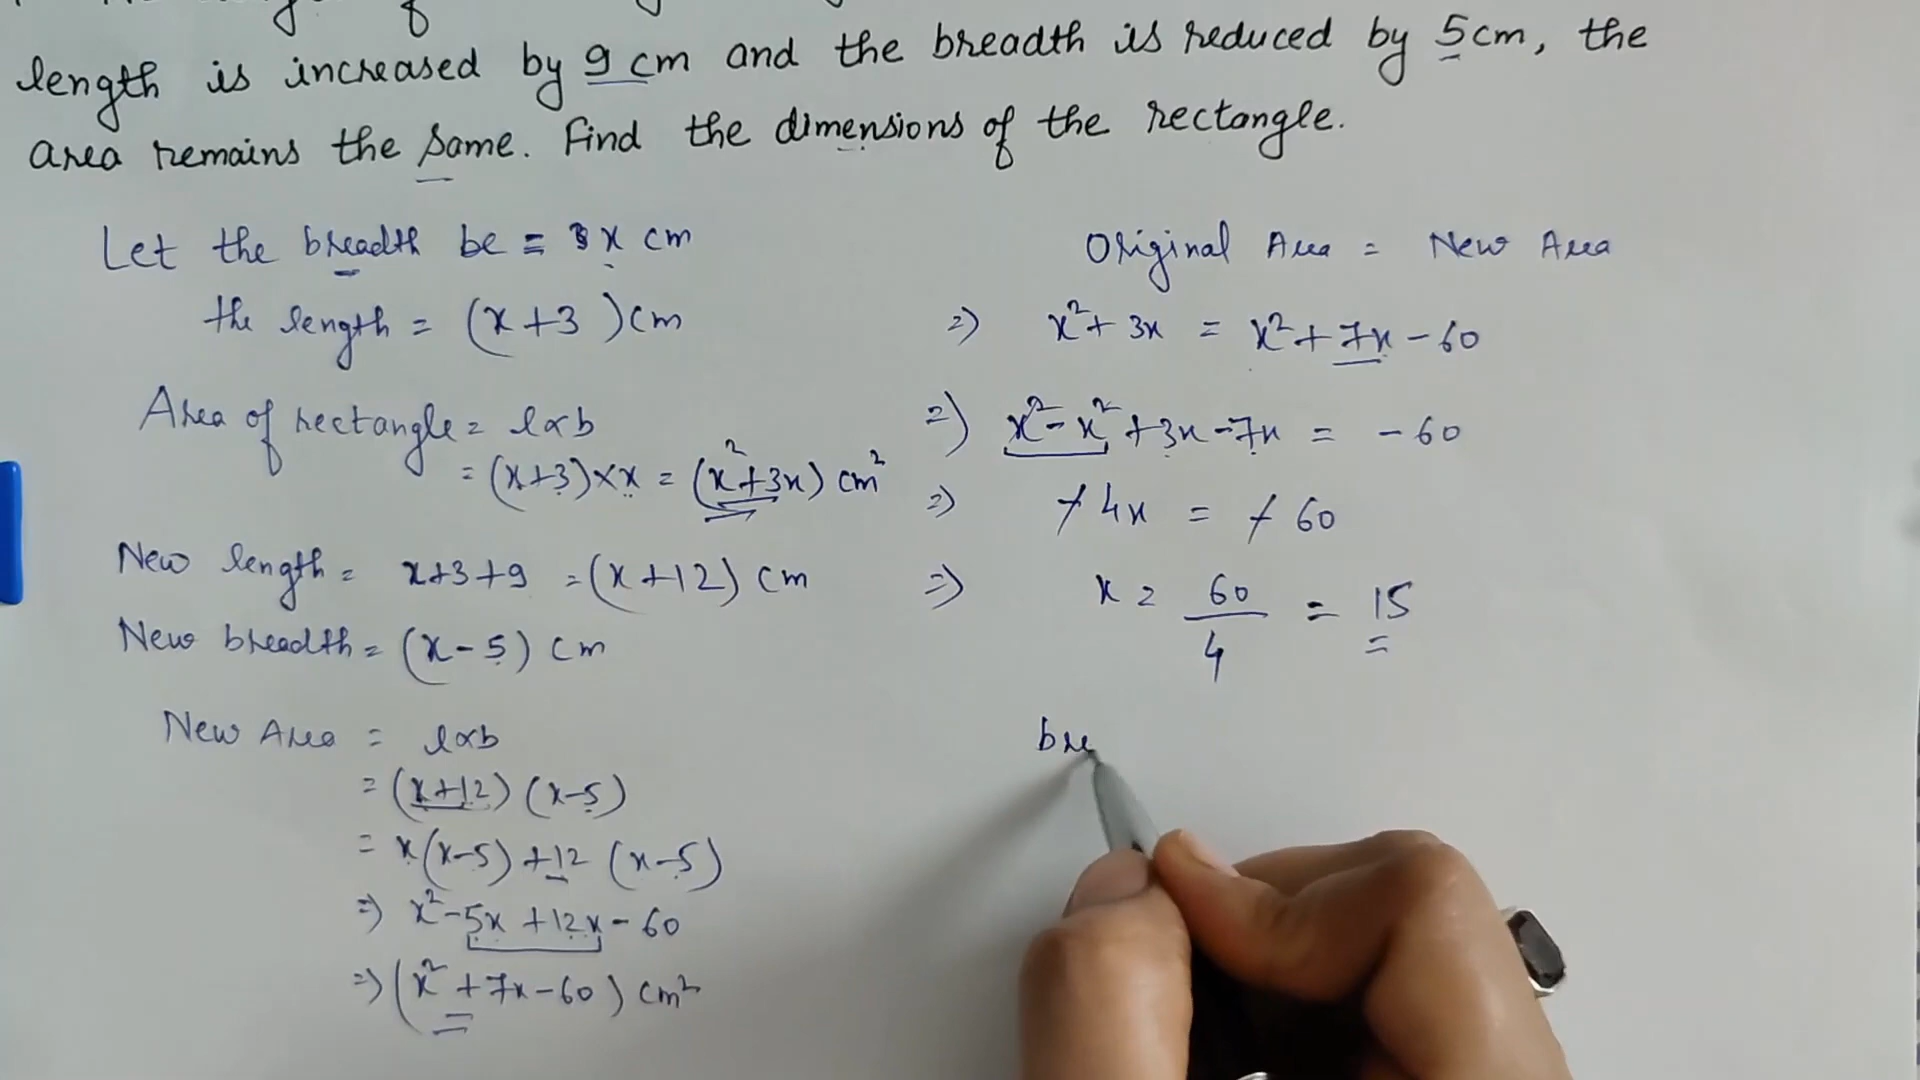 length is increased by 9 cm and the breadth is reduced by 5cm, the
area remains the same. Find the dimensions of the rectangle.
Let the breadth be = x cm
the length = (x+3)cm
Area of rectangle = l×b
= (x+3)×x = (x²+3x) cm²
New length = x+3+9 = (x+12) cm
New breadth = (x-5) cm
New Area = l×b
= (x+12) (x-5)
= x(x-5) +12 (x-5)
⇒ x²-5x +12x - 60
⇒ (x²+7x-60) cm²
Original Area = New Area
⇒ x²+ 3x = x²+7x-60
⇒ x²-x²+3x-7x = -60
⇒ -4x = -60
⇒ x = 60/4 = 15
bre